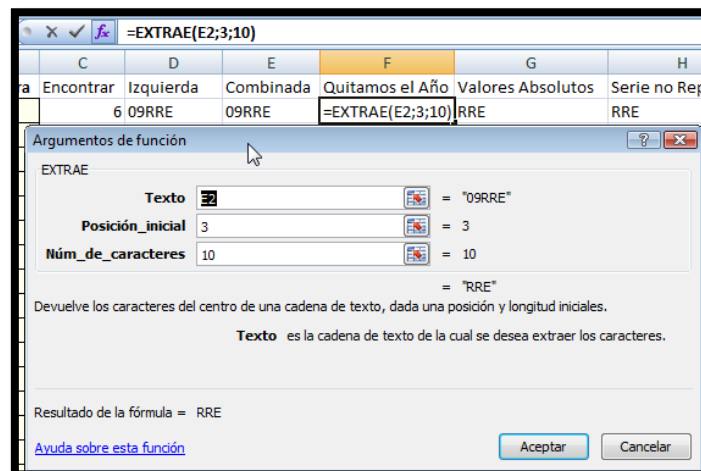 =EXTRAE(E2;3;10)
C D E F G H
ra Encontrar Izquierda Combinada Quitamos el Año Valores Absolutos Serie no Rep
6 09RRE 09RRE =EXTRAE(E2;3;10) RRE RRE
Argumentos de función
EXTRAE
Texto E2 = "09RRE"
Posición_inicial 3 = 3
Núm_de_caracteres 10 = 10
= "RRE"
Devuelve los caracteres del centro de una cadena de texto, dada una posición y longitud iniciales.
Texto es la cadena de texto de la cual se desea extraer los caracteres.
Resultado de la fórmula = RRE
Ayuda sobre esta función Aceptar Cancelar